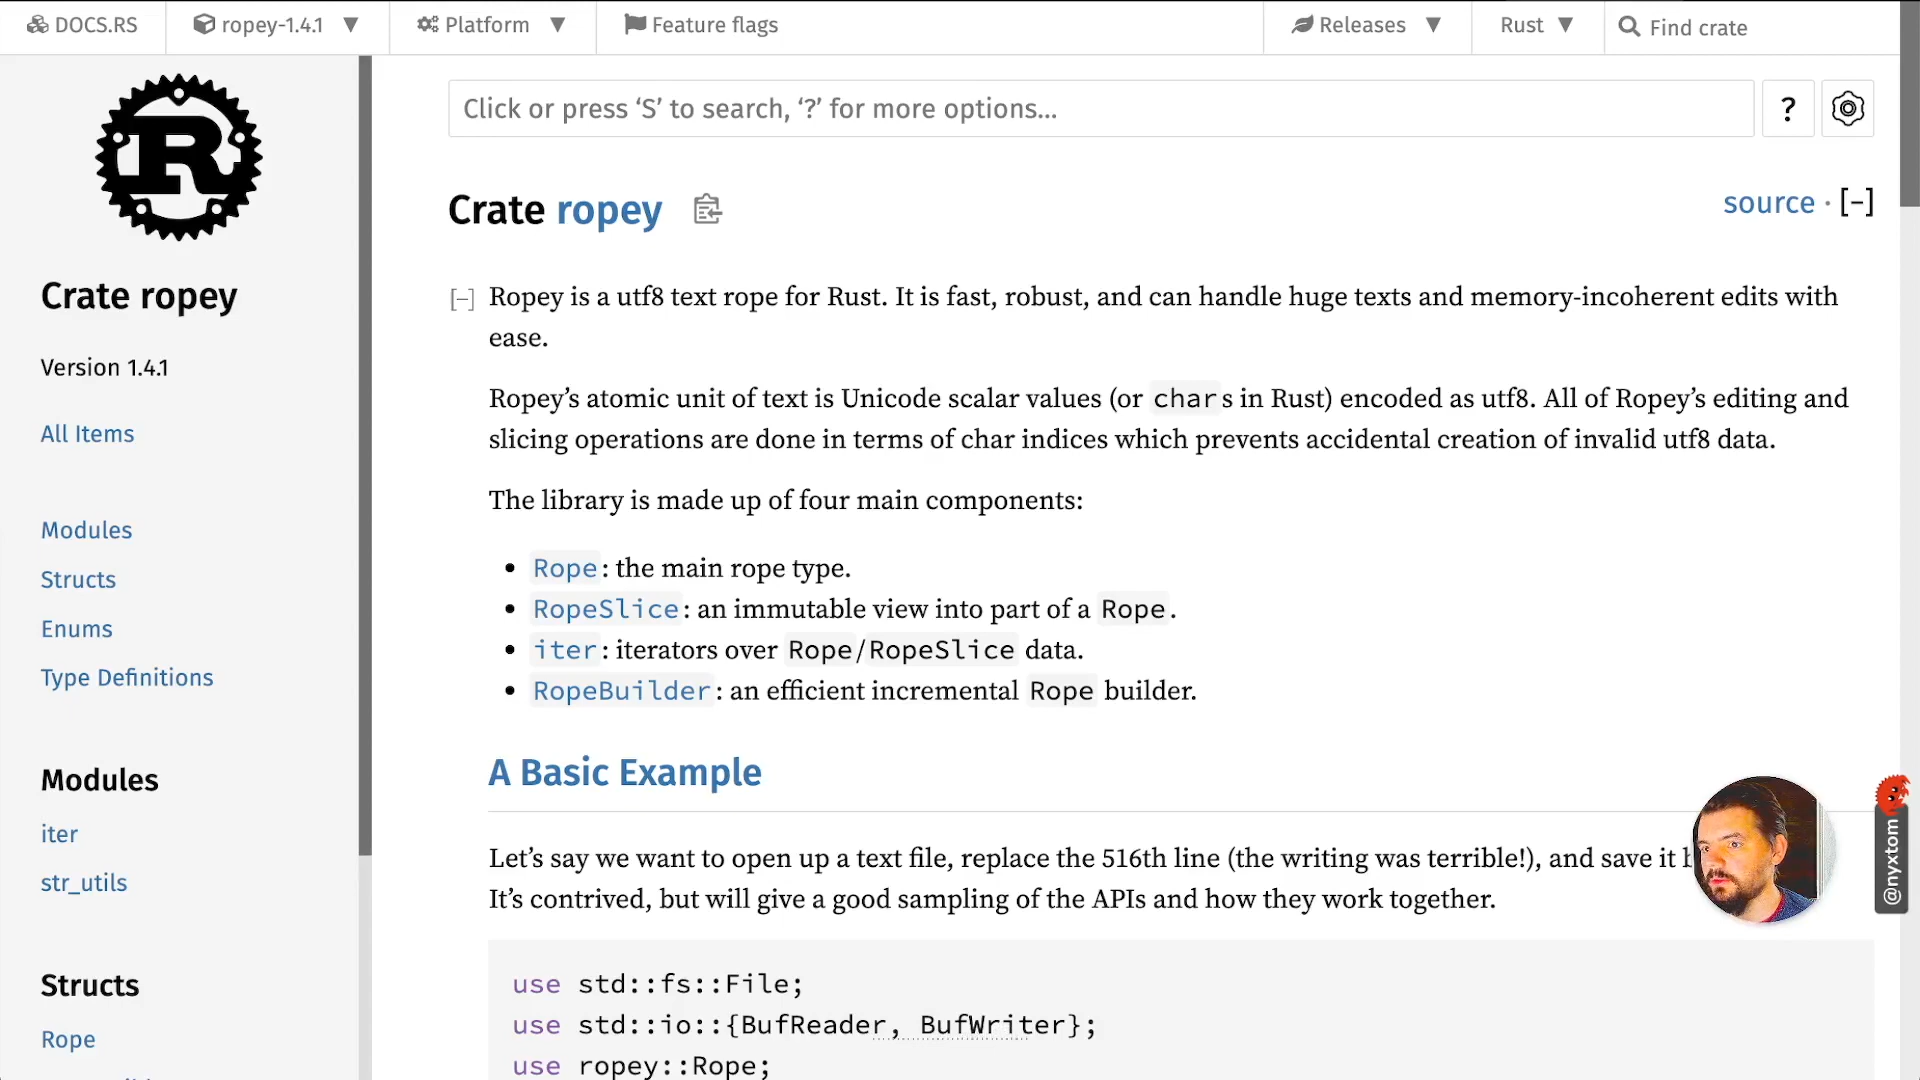 DOCS.RS
ropey-1.4.1 ▼
Platform ▼
Feature flags
Releases ▼
Rust ▼
Find crate
R
Crate ropey
Version 1.4.1
All Items
Modules
Structs
Enums
Type Definitions
Modules
iter
str_utils
Structs
Rope
Click or press ‘S’ to search, ‘?’ for more options...
?
Crate ropey
source · [−]
[−] Ropey is a utf8 text rope for Rust. It is fast, robust, and can handle huge texts and memory-incoherent edits with
ease.
Ropey’s atomic unit of text is Unicode scalar values (or chars in Rust) encoded as utf8. All of Ropey’s editing and
slicing operations are done in terms of char indices which prevents accidental creation of invalid utf8 data.
The library is made up of four main components:
• Rope: the main rope type.
• RopeSlice: an immutable view into part of a Rope.
• iter: iterators over Rope/RopeSlice data.
• RopeBuilder: an efficient incremental Rope builder.
A Basic Example
Let’s say we want to open up a text file, replace the 516th line (the writing was terrible!), and save it
It’s contrived, but will give a good sampling of the APIs and how they work together.
use std::fs::File;
use std::io::{BufReader, BufWriter};
use ropey::Rope;
@nyxtom